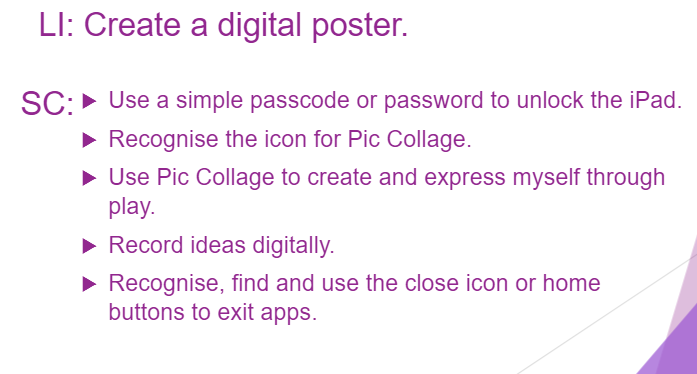 LI: Create a digital poster.
SC:
Use a simple passcode or password to unlock the iPad.
Recognise the icon for Pic Collage.
Use Pic Collage to create and express myself through
play.
Record ideas digitally.
Recognise, find and use the close icon or home
buttons to exit apps.